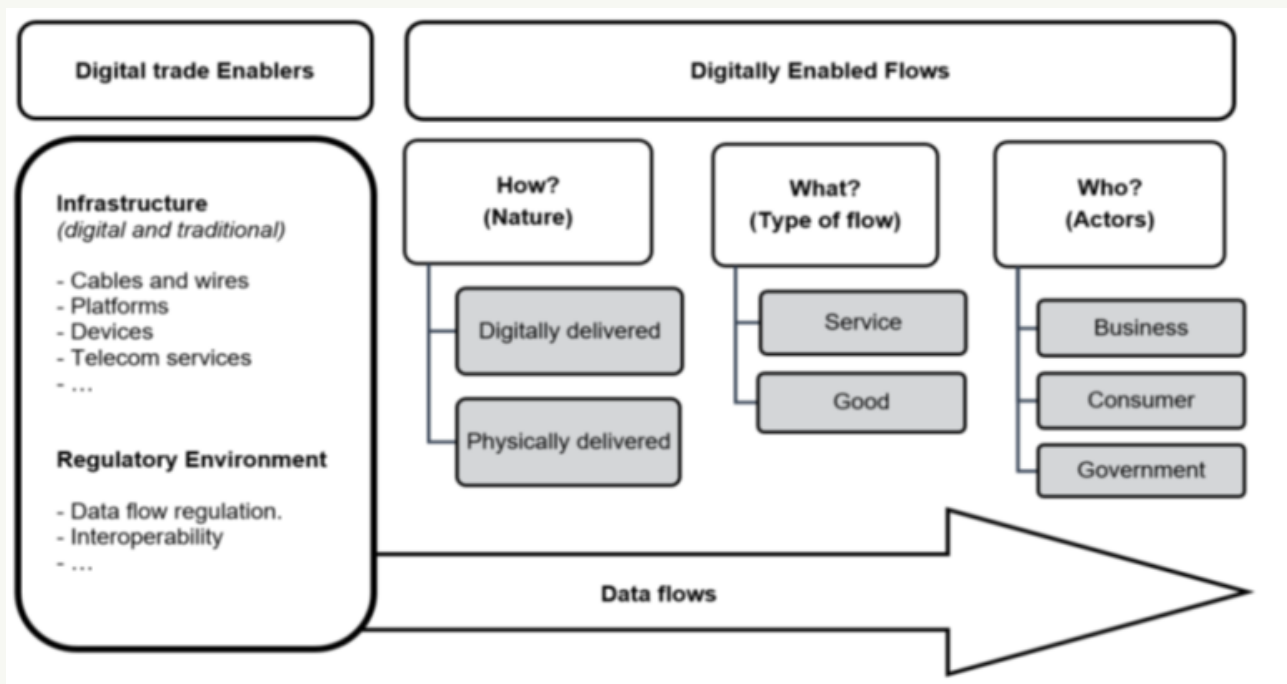 Digital trade Enablers
Digitally Enabled Flows
Infrastructure
(digital and traditional)
- Cables and wires
- Platforms
- Devices
- Telecom services
- ...
Regulatory Environment
- Data flow regulation.
- Interoperability
- ...
How?
(Nature)
Digitally delivered
Physically delivered
What?
(Type of flow)
Service
Good
Who?
(Actors)
Business
Consumer
Government
Data flows